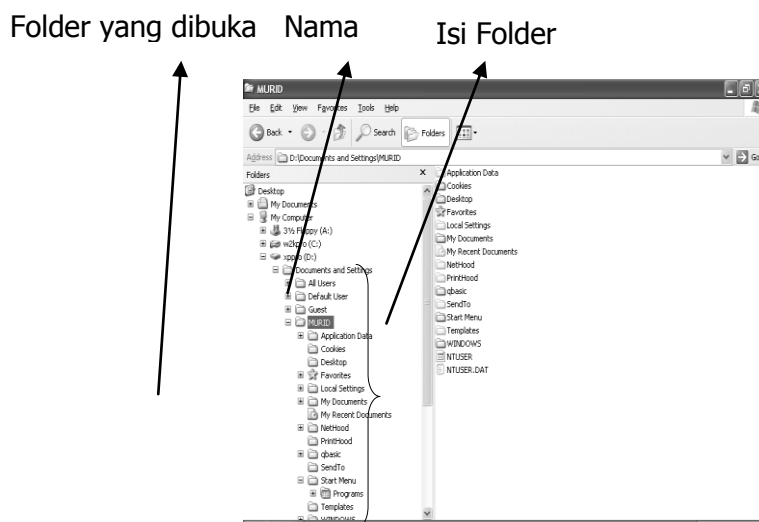 Folder yang dibuka Nama Isi Folder
MURID
File Edit View Favorites Tools Help
Back Search Folders
Address D:\Documents and Settings\MURID Go
Folders x
Desktop
My Documents
My Computer
3½ Floppy (A:)
w2kpro (C:)
xppro (D:)
Documents and Settings
All Users
Default User
Guest
MURID
Application Data
Cookies
Desktop
Favorites
Local Settings
My Documents
My Recent Documents
NetHood
PrintHood
qbasic
SendTo
Start Menu
Programs
Templates
WINDOWS
Application Data
Cookies
Desktop
Favorites
Local Settings
My Documents
My Recent Documents
NetHood
PrintHood
qbasic
SendTo
Start Menu
Templates
WINDOWS
NTUSER
NTUSER.DAT